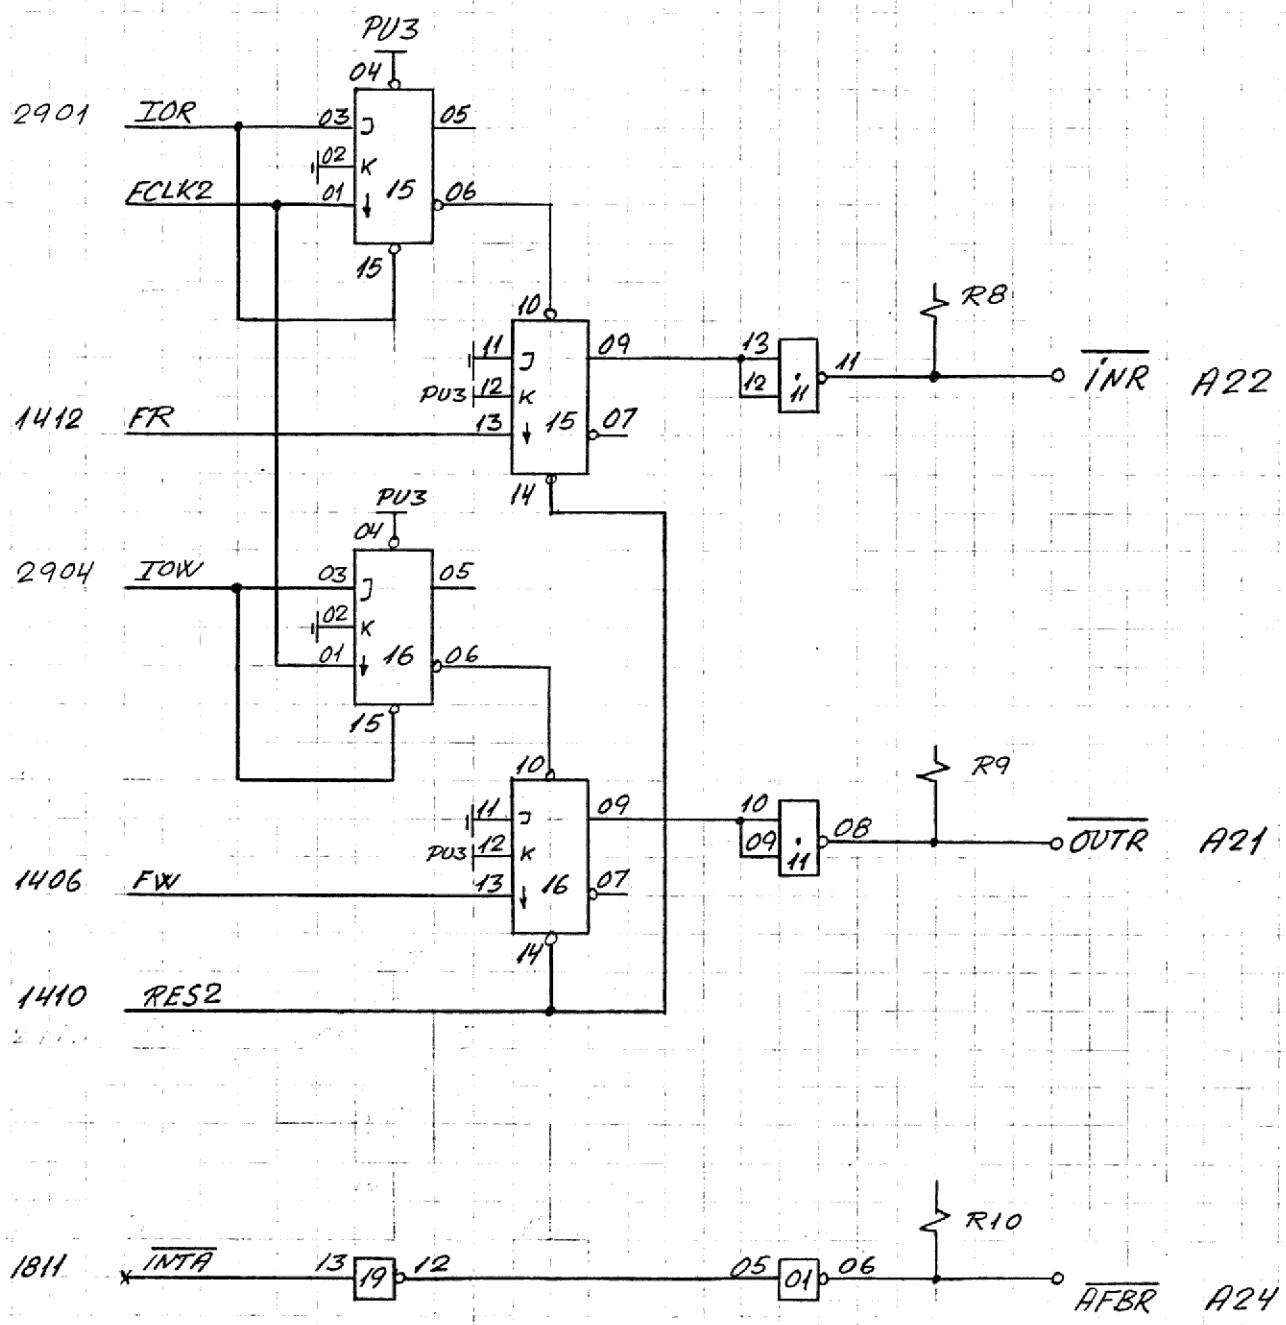 PU3
04
2901 IOR 03 J 05
02 K
FCLK2 01 15 06
15
10
R8
11 J 09 13 11
12 11
INR A22
PU3 12 K
1412 FR 13 15 07
14
PU3
04
2904 IOW 03 J 05
02 K
01 16 06
15
10
R9
11 J 09 10 08
09 11
OUTR A21
PU3 12 K
1406 FW 13 16 07
14
1410 RES2
R10
1811 INTA 13 19 12 05 01 06
AFBR A24